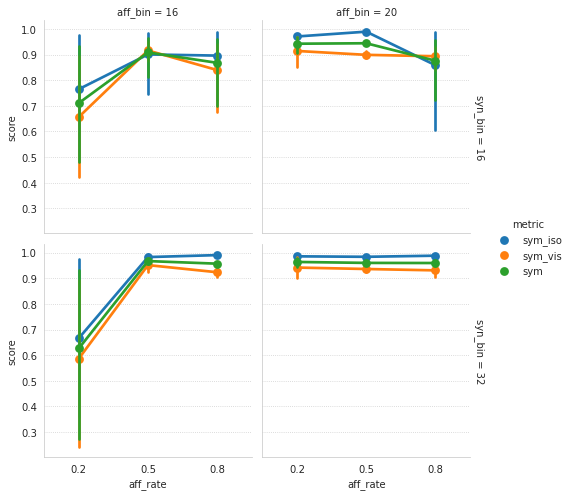 aff_bin = 16
aff_bin = 20
1.0
0.9
0.8
0.7
0.6
0.5
0.4
0.3
score
syn_bin = 16
metric
sym_iso
sym_vis
sym
1.0
0.9
0.8
0.7
0.6
0.5
0.4
0.3
score
syn_bin = 32
0.2 0.5 0.8
0.2 0.5 0.8
aff_rate
aff_rate